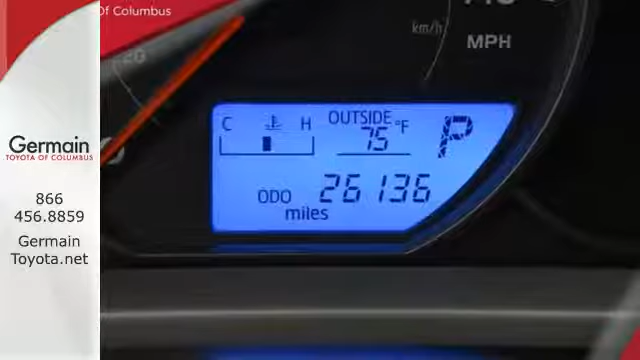 Of Columbus
km/h
MPH
C H
OUTSIDE
75 °F
P
ODO 26136
miles
Germain
TOYOTA OF COLUMBUS
866
456.8859
Germain
Toyota.net